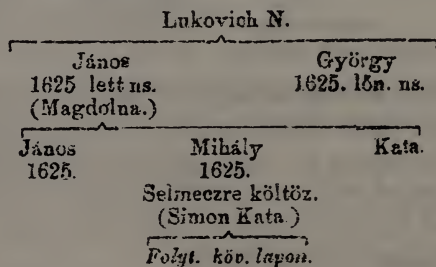 Lukovich N.
János György
1625 lett ns. 1625. lőn. ns.
(Magdolna.)
János Mihály Kata.
1625. 1625.
Selmeczre költöz.
(Simon Kata.)
Folyt. köv. lapon.